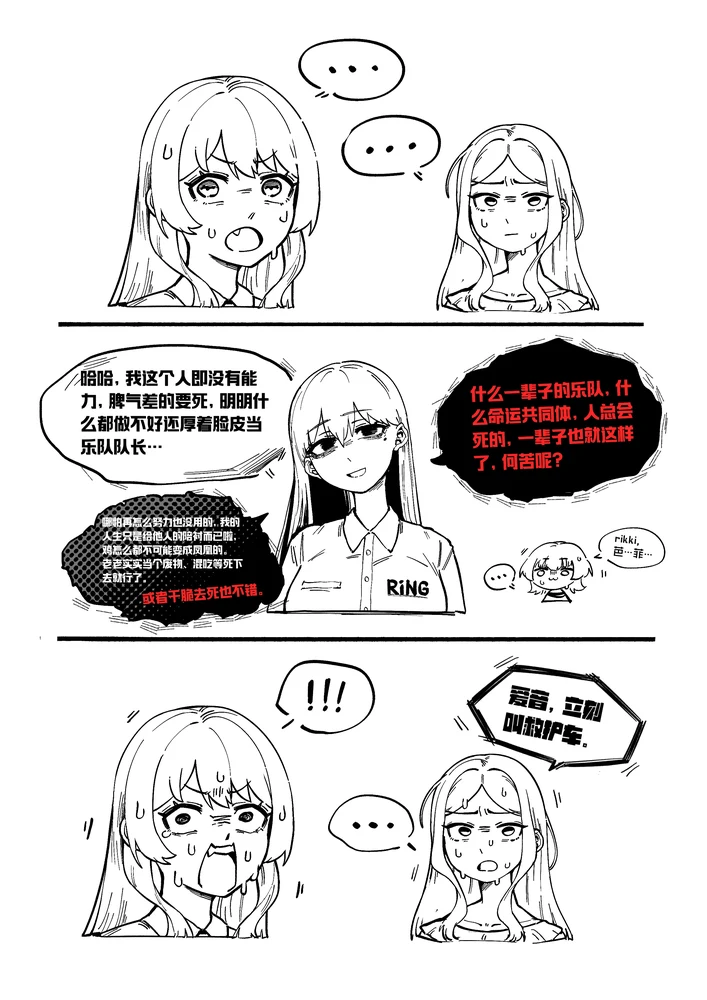 哈哈，我这个人即没有能
力，脾气差的要死，明明什
么都做不好还厚着脸皮当
乐队队长…
什么一辈子的乐队，什
么命运共同体，人总会
死的，一辈子也就这样
了，何苦呢？
哪怕再怎么努力也没用的，我的
人生只是给他人的陪衬而已啦，
鸡怎么都不可能变成凤凰的。
老老实实当个废物、混吃等死下
去就行了，
或者干脆去死也不错。
RiNG
rikki，
芭…菲…
!!!
爱音，立刻
叫救护车。